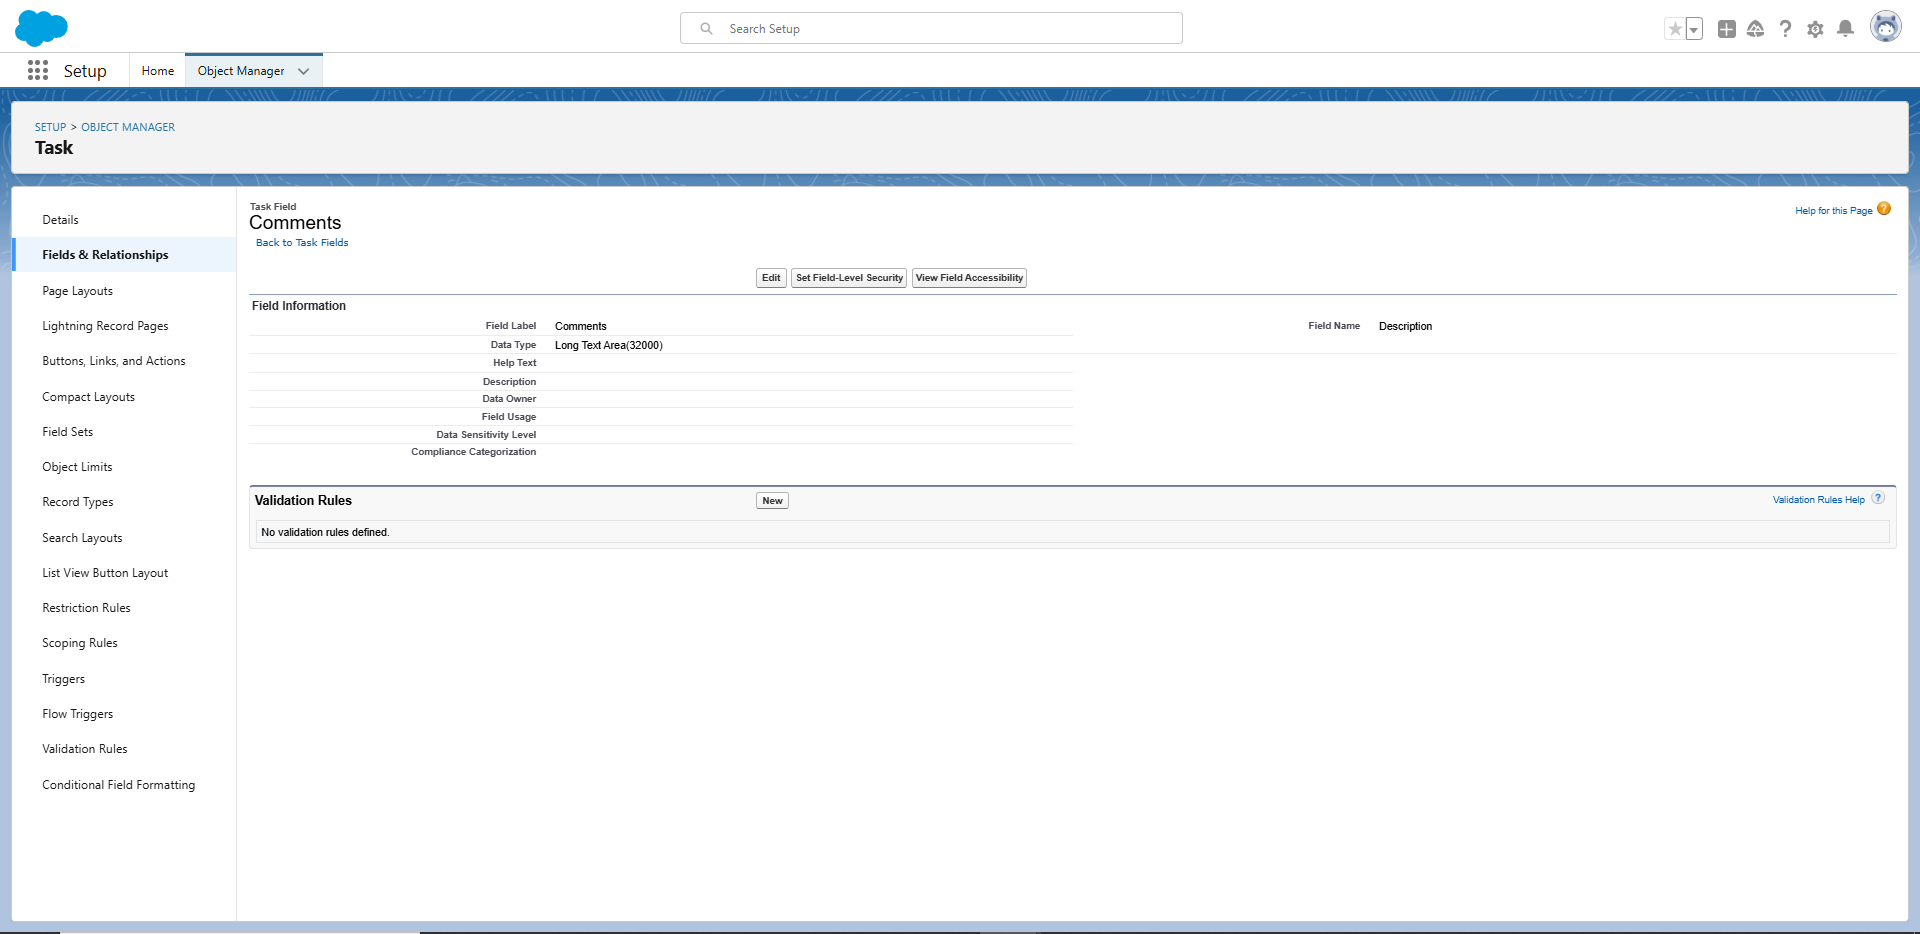 Search Setup
Setup
Home
Object Manager
SETUP > OBJECT MANAGER
Task
Details
Fields & Relationships
Page Layouts
Lightning Record Pages
Buttons, Links, and Actions
Compact Layouts
Field Sets
Object Limits
Record Types
Search Layouts
List View Button Layout
Restriction Rules
Scoping Rules
Triggers
Flow Triggers
Validation Rules
Conditional Field Formatting
Task Field
Comments
Back to Task Fields
Help for this Page ?
Edit Set Field-Level Security View Field Accessibility
Field Information
Field Label Comments Field Name Description
Data Type Long Text Area(32000)
Help Text
Description
Data Owner
Field Usage
Data Sensitivity Level
Compliance Categorization
Validation Rules New Validation Rules Help ?
No validation rules defined.